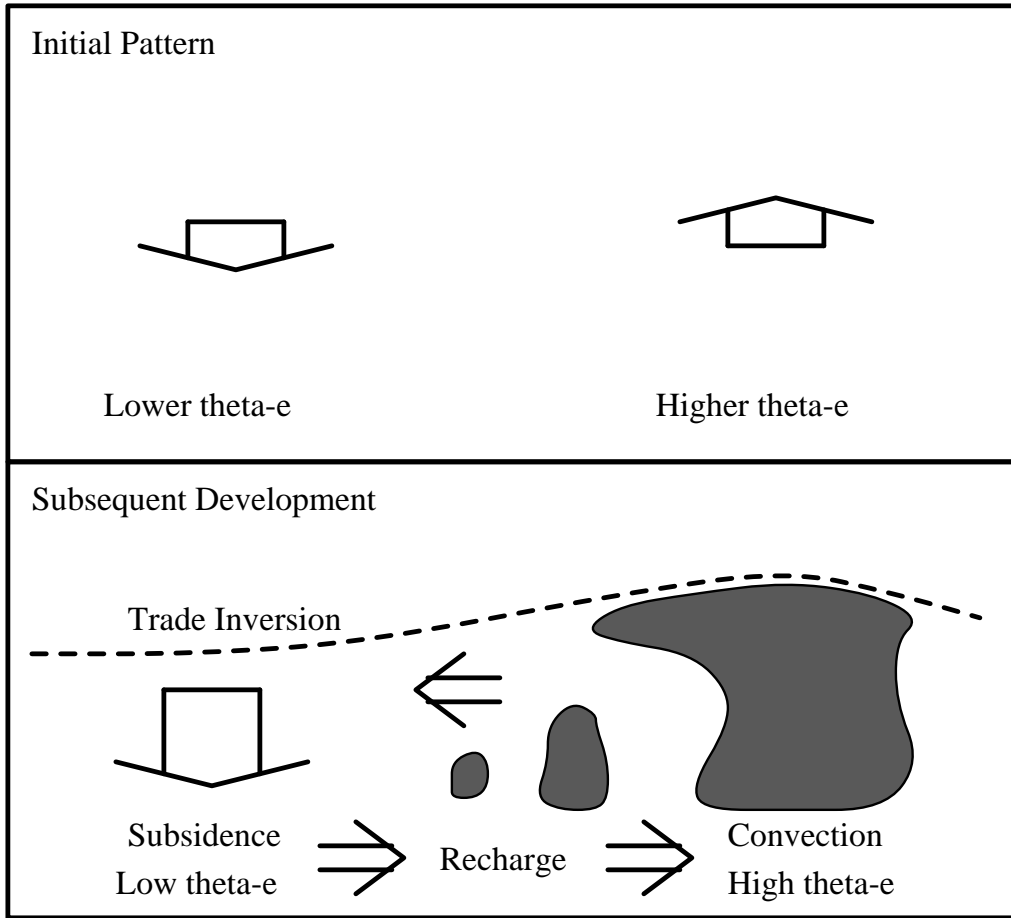 Initial Pattern
Lower theta-e
Higher theta-e
Subsequent Development
Trade Inversion
Subsidence
Low theta-e
Recharge
Convection
High theta-e